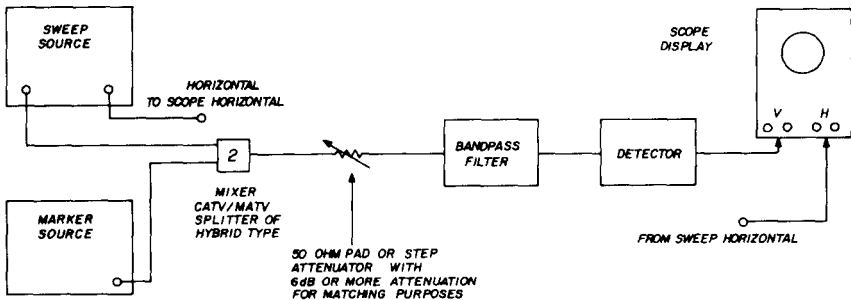 SWEEP
SOURCE
HORIZONTAL
TO SCOPE HORIZONTAL
2
MIXER
CATV/MATV
SPLITTER OF
HYBRID TYPE
MARKER
SOURCE
50 OHM PAD OR STEP
ATTENUATOR WITH
6dB OR MORE ATTENUATION
FOR MATCHING PURPOSES
BANDPASS
FILTER
DETECTOR
SCOPE
DISPLAY
V H
FROM SWEEP HORIZONTAL